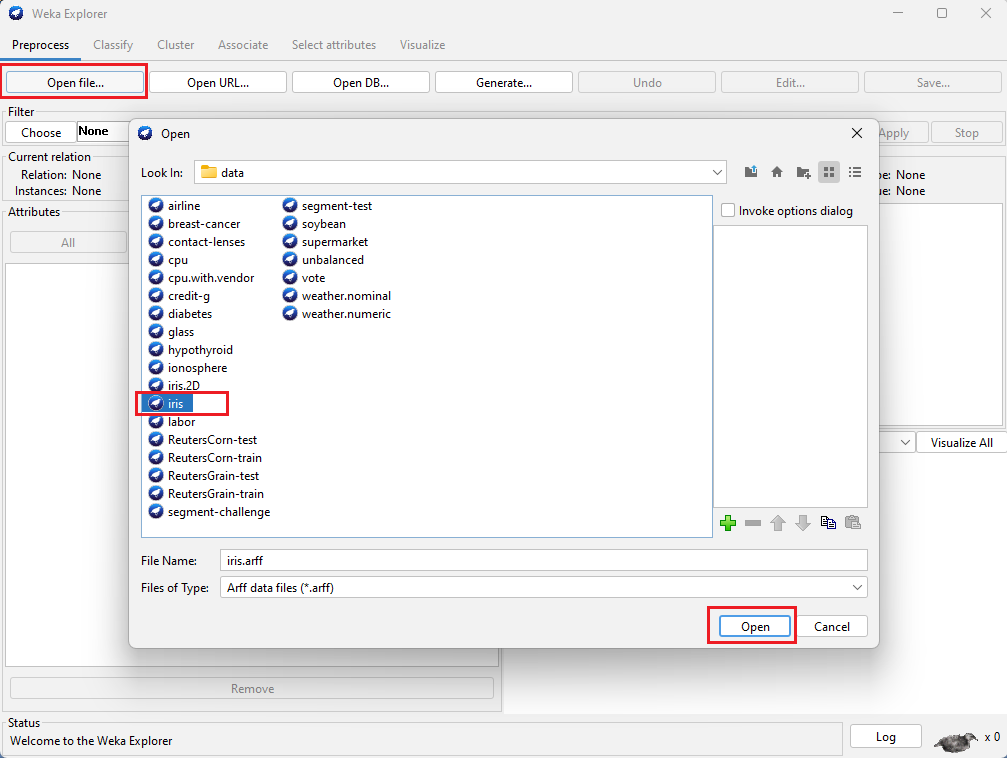 Weka Explorer
Preprocess Classify Cluster Associate Select attributes Visualize
Open file... Open URL... Open DB... Generate... Undo Edit... Save...
Filter
Choose None Apply Stop
Current relation
Relation: None
Instances: None
pe: None
ue: None
Attributes
All
Visualize All
Remove
Status
Welcome to the Weka Explorer
Log x 0
Open
Look In: data
Invoke options dialog
airline
breast-cancer
contact-lenses
cpu
cpu.with.vendor
credit-g
diabetes
glass
hypothyroid
ionosphere
iris.2D
iris
labor
ReutersCorn-test
ReutersCorn-train
ReutersGrain-test
ReutersGrain-train
segment-challenge
segment-test
soybean
supermarket
unbalanced
vote
weather.nominal
weather.numeric
File Name: iris.arff
Files of Type: Arff data files (*.arff)
Open Cancel